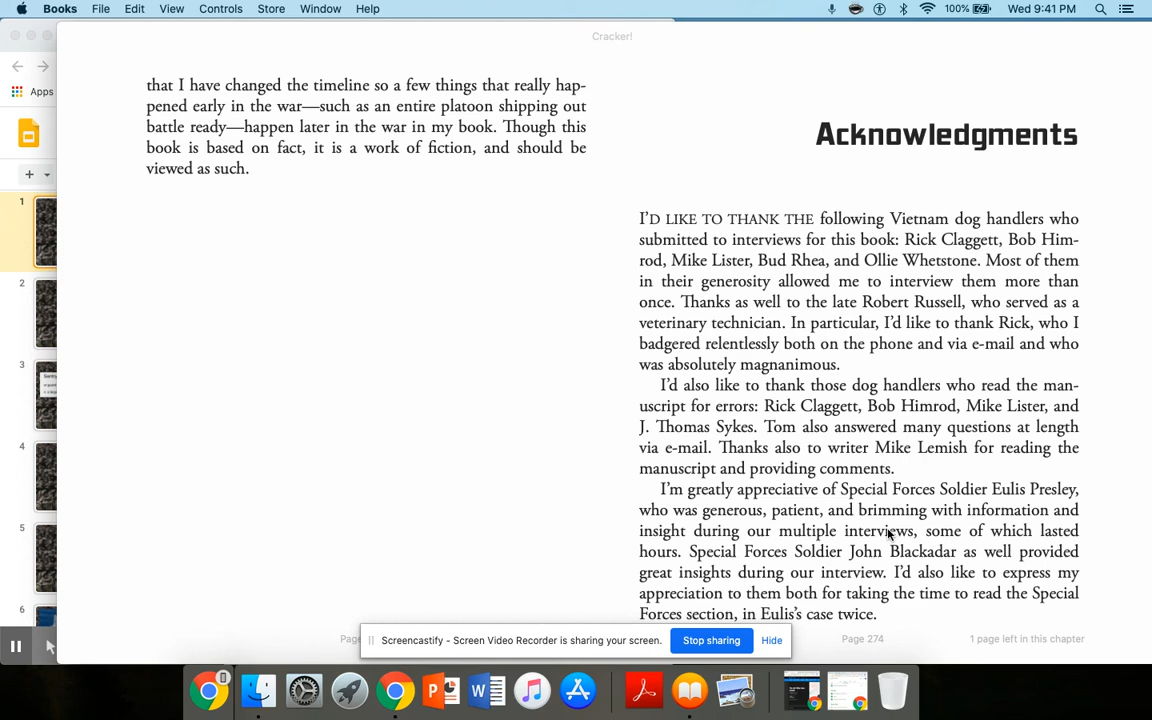 Books File Edit View Controls Store Window Help 100% Wed 9:41 PM
Cracker!
Apps
that I have changed the timeline so a few things that really hap-
pened early in the war—such as an entire platoon shipping out
battle ready—happen later in the war in my book. Though this
book is based on fact, it is a work of fiction, and should be
viewed as such.
Acknowledgments
I'D LIKE TO THANK THE following Vietnam dog handlers who
submitted to interviews for this book: Rick Claggett, Bob Him-
rod, Mike Lister, Bud Rhea, and Ollie Whetstone. Most of them
in their generosity allowed me to interview them more than
once. Thanks as well to the late Robert Russell, who served as a
veterinary technician. In particular, I'd like to thank Rick, who I
badgered relentlessly both on the phone and via e-mail and who
was absolutely magnanimous.
I'd also like to thank those dog handlers who read the man-
uscript for errors: Rick Claggett, Bob Himrod, Mike Lister, and
J. Thomas Sykes. Tom also answered many questions at length
via e-mail. Thanks also to writer Mike Lemish for reading the
manuscript and providing comments.
I'm greatly appreciative of Special Forces Soldier Eulis Presley,
who was generous, patient, and brimming with information and
insight during our multiple interviews, some of which lasted
hours. Special Forces Soldier John Blackadar as well provided
great insights during our interview. I'd also like to express my
appreciation to them both for taking the time to read the Special
Forces section, in Eulis's case twice.
Page 274 1 page left in this chapter
Screencastify - Screen Video Recorder is sharing your screen. Stop sharing Hide
1
2
3
4
5
6